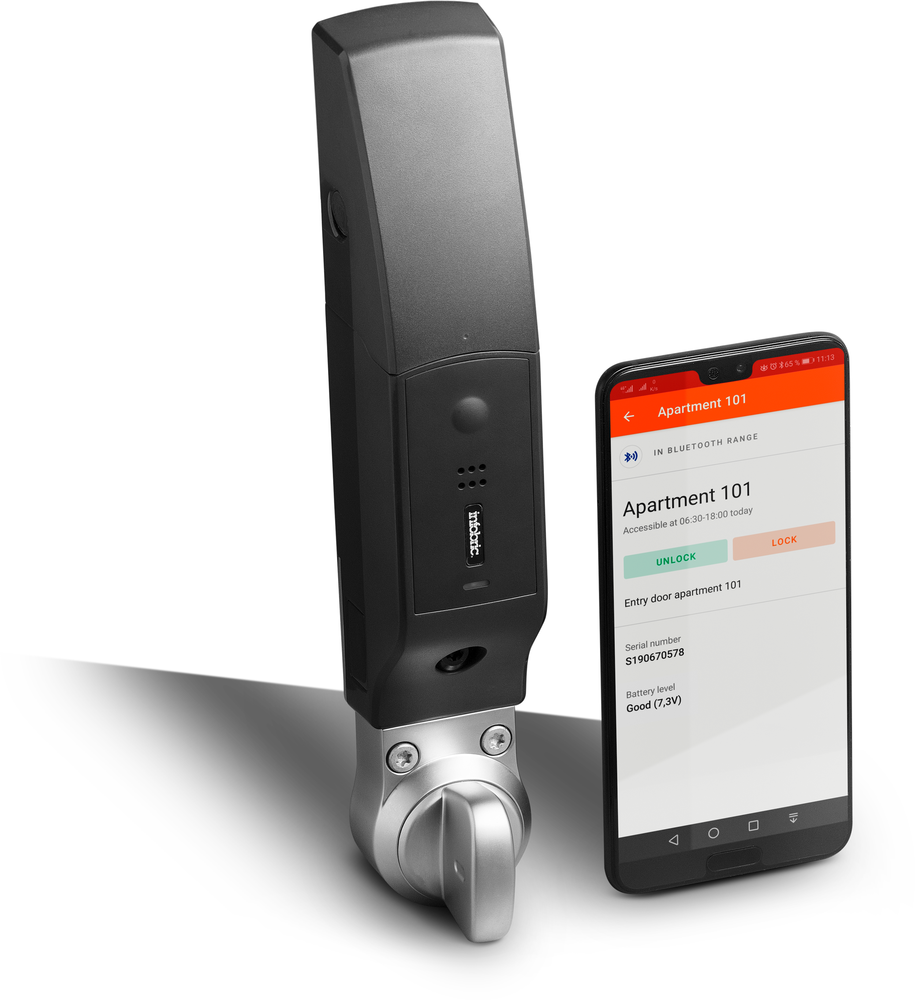 infobric.
4G+
0
K/s
65 %
11:13
Apartment 101
IN BLUETOOTH RANGE
Apartment 101
Accessible at 06:30-18:00 today
UNLOCK
LOCK
Entry door apartment 101
Serial number
S190670578
Battery level
Good (7,3V)